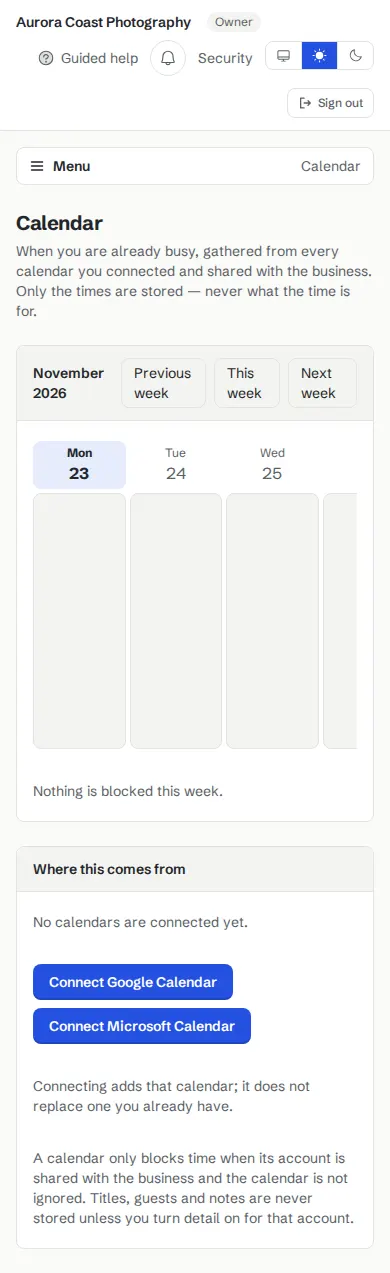 Aurora Coast Photography
Owner
Guided help
Security
Sign out
Menu
Calendar
Calendar
When you are already busy, gathered from every
calendar you connected and shared with the business.
Only the times are stored — never what the time is
for.
November
2026
Previous
week
This
week
Next
week
Mon
23
Tue
24
Wed
25
Nothing is blocked this week.
Where this comes from
No calendars are connected yet.
Connect Google Calendar
Connect Microsoft Calendar
Connecting adds that calendar; it does not
replace one you already have.
A calendar only blocks time when its account is
shared with the business and the calendar is not
ignored. Titles, guests and notes are never
stored unless you turn detail on for that account.